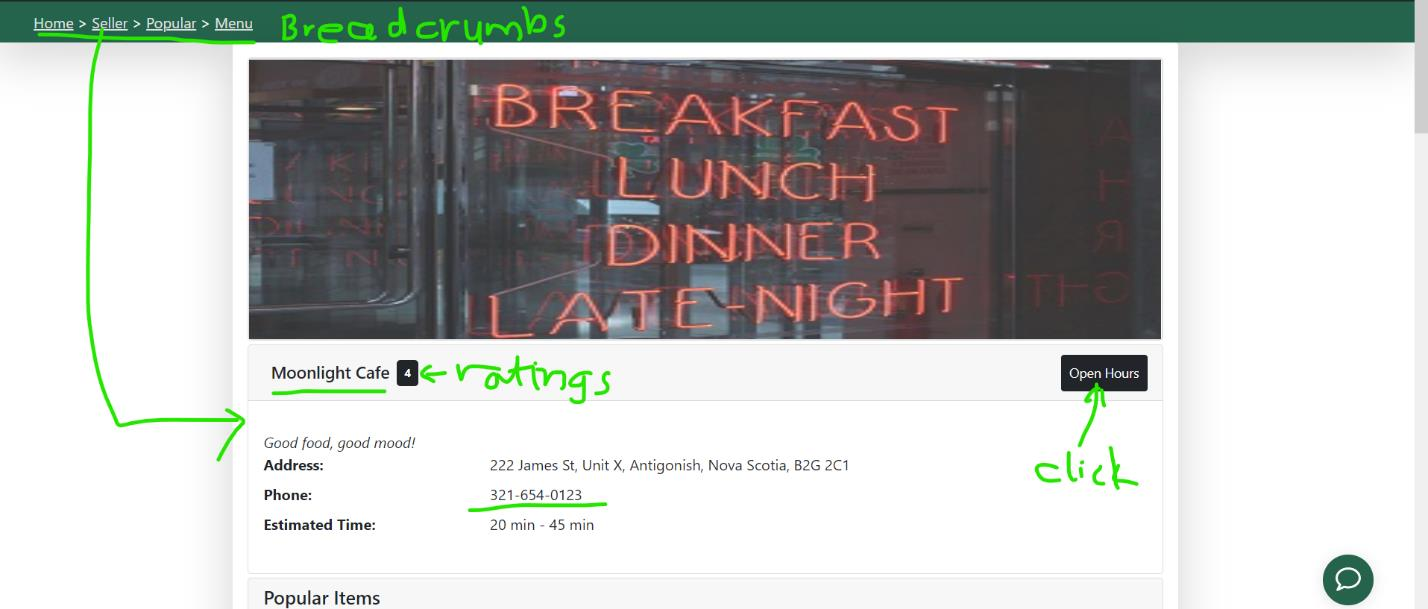 Home > Seller > Popular > Menu Breadcrumbs
BREAKFAST
LUNCH
DINNER
LATE-NIGHT
Moonlight Cafe 4 ← ratings Open Hours
click
Good food, good mood!
Address: 222 James St, Unit X, Antigonish, Nova Scotia, B2G 2C1
Phone: 321-654-0123
Estimated Time: 20 min - 45 min
Popular Items